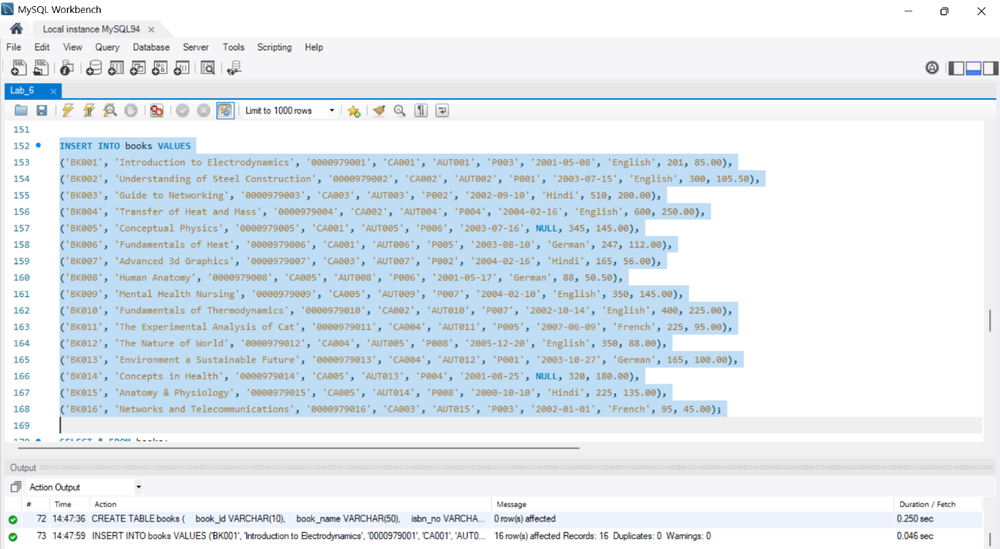 MySQL Workbench
Local instance MySQL94
File Edit View Query Database Server Tools Scripting Help
Lab_6
Limit to 1000 rows
151
152 INSERT INTO books VALUES
153 ('BK001', 'Introduction to Electrodynamics', '0000979001', 'CA001', 'AUT001', 'P003', '2001-05-08', 'English', 201, 85.00),
154 ('BK002', 'Understanding of Steel Construction', '0000979002', 'CA002', 'AUT002', 'P001', '2003-07-15', 'English', 300, 105.50),
155 ('BK003', 'Guide to Networking', '0000979003', 'CA003', 'AUT003', 'P002', '2002-09-10', 'Hindi', 510, 200.00),
156 ('BK004', 'Transfer of Heat and Mass', '0000979004', 'CA002', 'AUT004', 'P004', '2004-02-16', 'English', 600, 250.00),
157 ('BK005', 'Conceptual Physics', '0000979005', 'CA001', 'AUT005', 'P006', '2003-07-16', NULL, 345, 145.00),
158 ('BK006', 'Fundamentals of Heat', '0000979006', 'CA001', 'AUT006', 'P005', '2003-08-10', 'German', 247, 112.00),
159 ('BK007', 'Advanced 3d Graphics', '0000979007', 'CA003', 'AUT007', 'P002', '2004-02-16', 'Hindi', 165, 56.00),
160 ('BK008', 'Human Anatomy', '0000979008', 'CA005', 'AUT008', 'P006', '2001-05-17', 'German', 88, 50.50),
161 ('BK009', 'Mental Health Nursing', '0000979009', 'CA005', 'AUT009', 'P007', '2004-02-10', 'English', 350, 145.00),
162 ('BK010', 'Fundamentals of Thermodynamics', '0000979010', 'CA002', 'AUT010', 'P007', '2002-10-14', 'English', 400, 225.00),
163 ('BK011', 'The Experimental Analysis of Cat', '0000979011', 'CA004', 'AUT011', 'P005', '2007-06-09', 'French', 225, 95.00),
164 ('BK012', 'The Nature of World', '0000979012', 'CA004', 'AUT005', 'P008', '2005-12-20', 'English', 350, 88.00),
165 ('BK013', 'Environment a Sustainable Future', '0000979013', 'CA004', 'AUT012', 'P001', '2003-10-27', 'German', 165, 100.00),
166 ('BK014', 'Concepts in Health', '0000979014', 'CA005', 'AUT013', 'P004', '2001-08-25', NULL, 320, 180.00),
167 ('BK015', 'Anatomy & Physiology', '0000979015', 'CA005', 'AUT014', 'P008', '2000-10-10', 'Hindi', 225, 135.00),
168 ('BK016', 'Networks and Telecommunications', '0000979016', 'CA003', 'AUT015', 'P003', '2002-01-01', 'French', 95, 45.00);
169
170 SELECT * FROM books;
Output
Action Output
# Time Action Message Duration / Fetch
72 14:47:36 CREATE TABLE books ( book_id VARCHAR(10), book_name VARCHAR(50), isbn_no VARCHA... 0 row(s) affected 0.250 sec
73 14:47:59 INSERT INTO books VALUES ('BK001', 'Introduction to Electrodynamics', '0000979001', 'CA001', 'AUT0... 16 row(s) affected Records: 16 Duplicates: 0 Warnings: 0 0.046 sec